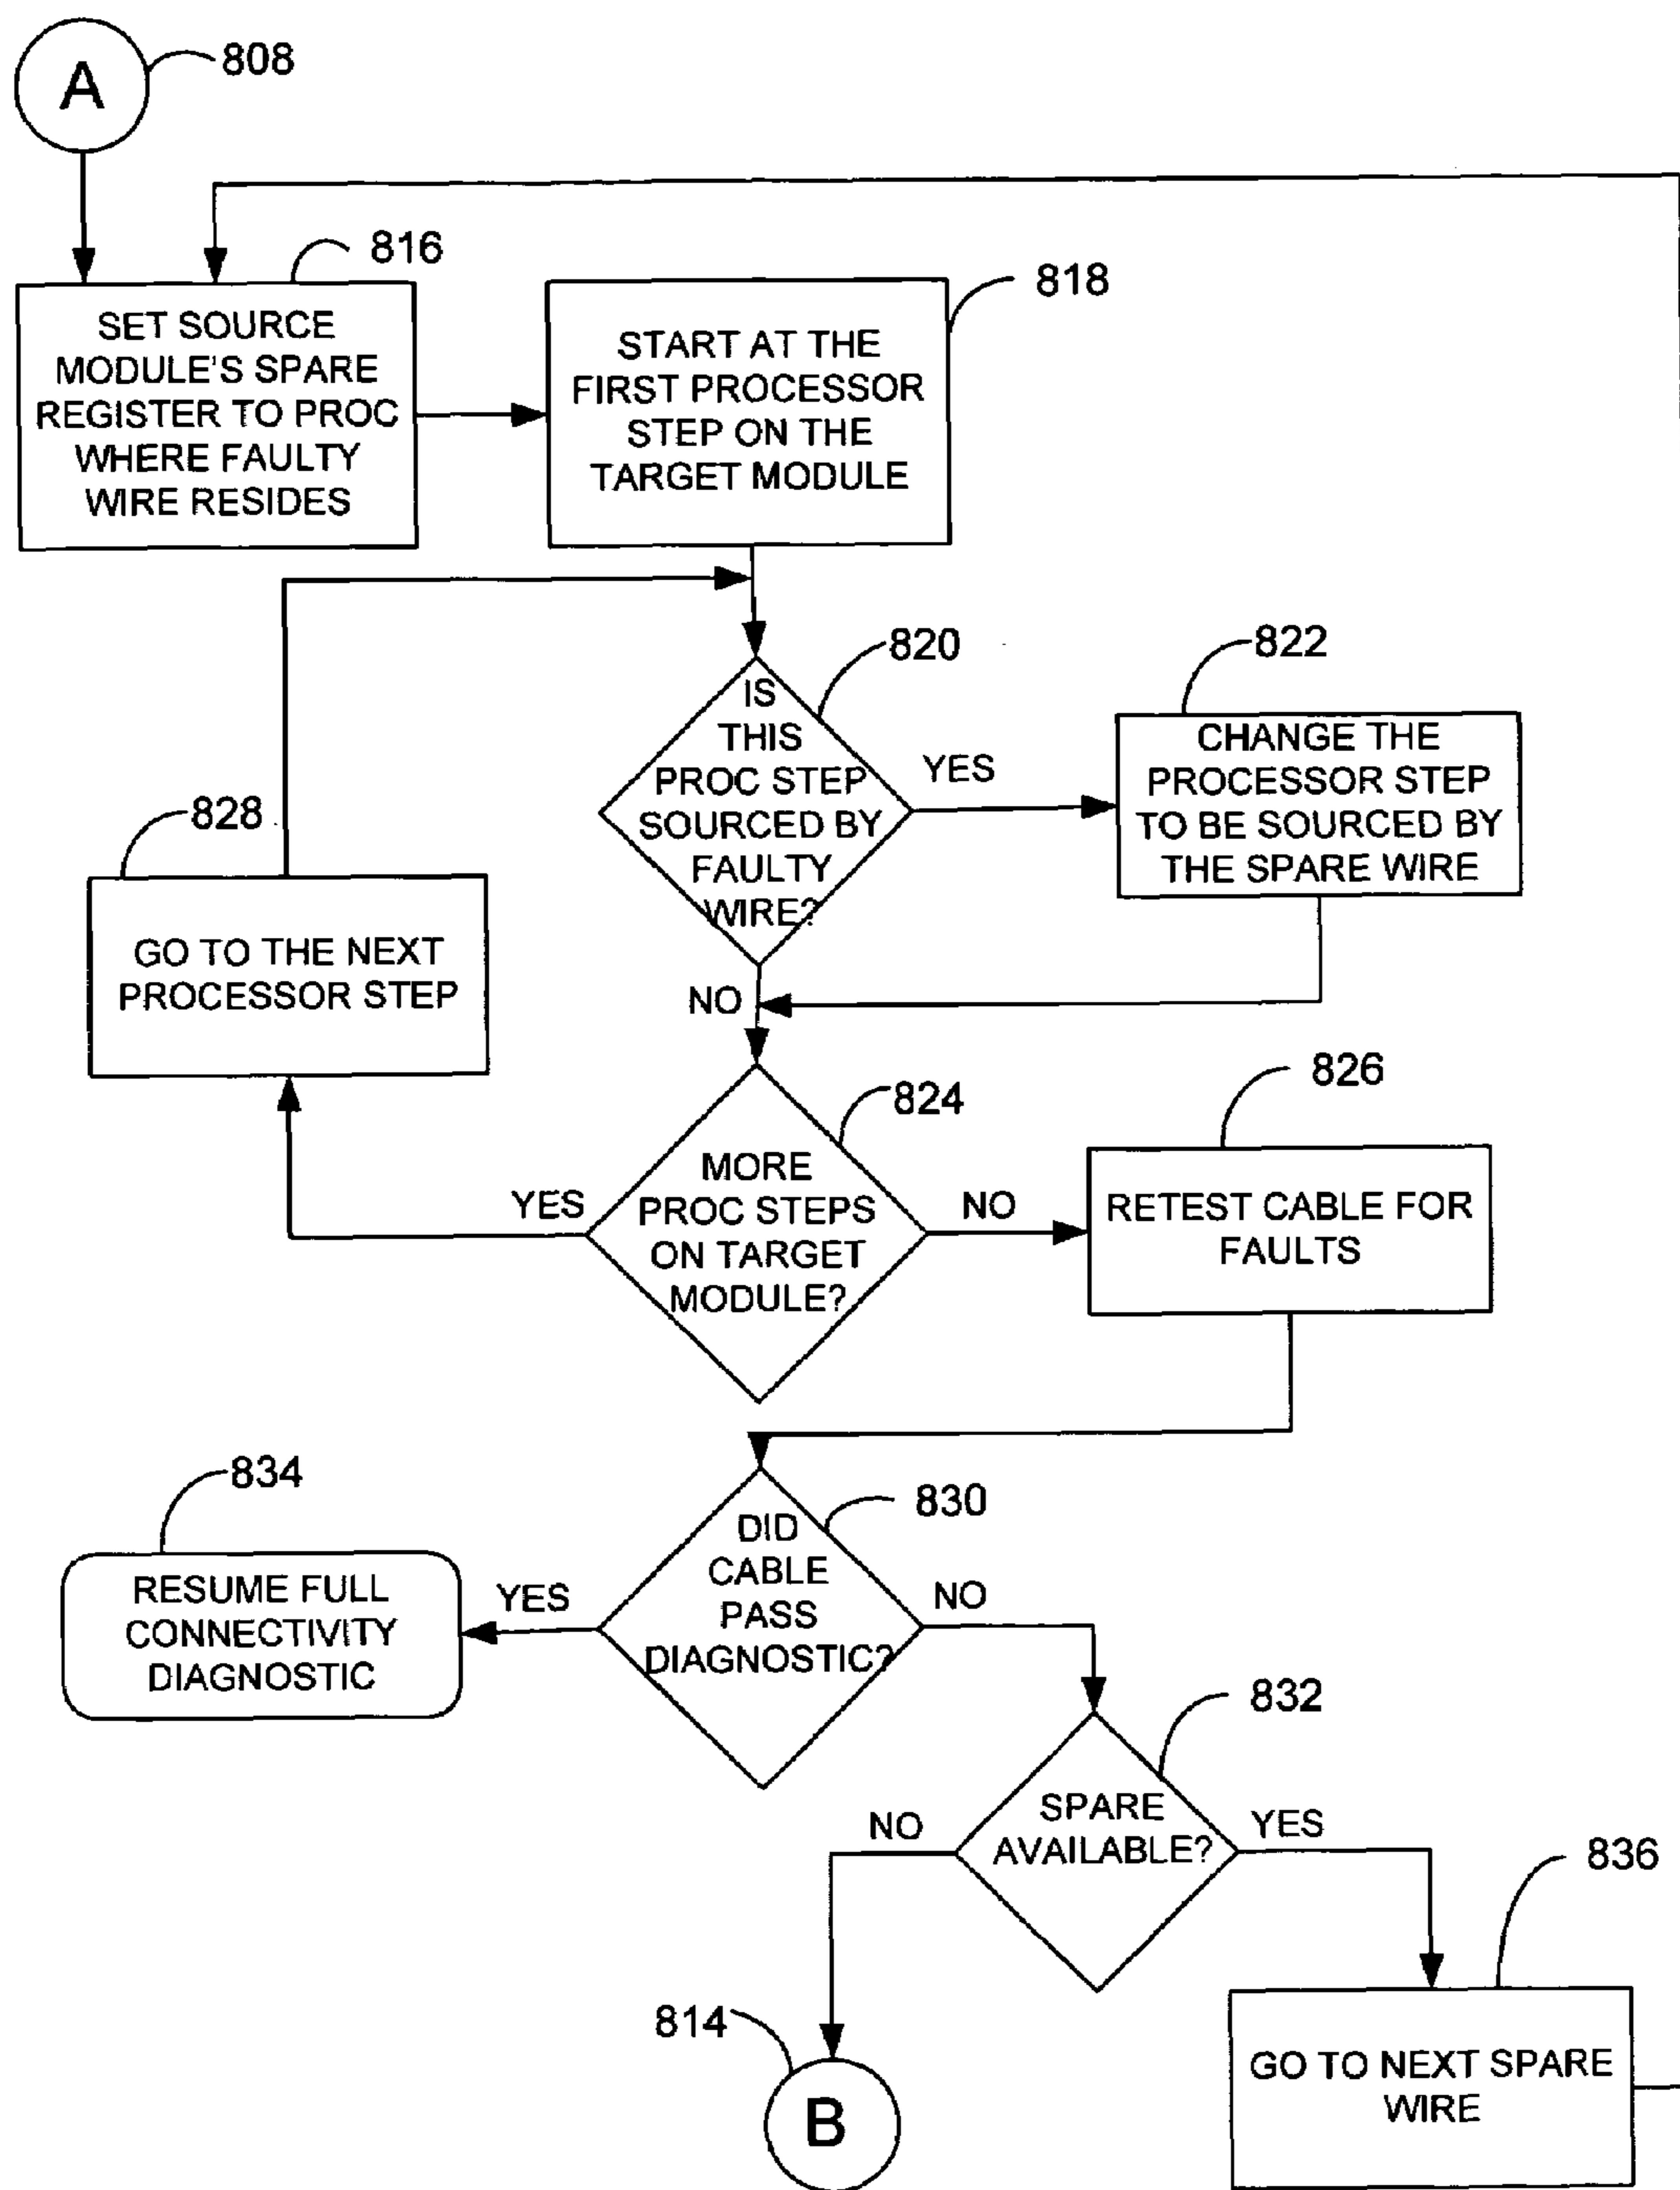 A
808
816
SET SOURCE
MODULE'S SPARE
REGISTER TO PROC
WHERE FAULTY
WIRE RESIDES
818
START AT THE
FIRST PROCESSOR
STEP ON THE
TARGET MODULE
820
IS
THIS
PROC STEP
SOURCED BY
FAULTY
WIRE?
YES
822
CHANGE THE
PROCESSOR STEP
TO BE SOURCED BY
THE SPARE WIRE
828
GO TO THE NEXT
PROCESSOR STEP
NO
824
MORE
PROC STEPS
ON TARGET
MODULE?
YES
NO
826
RETEST CABLE FOR
FAULTS
830
DID
CABLE
PASS
DIAGNOSTIC?
YES
NO
834
RESUME FULL
CONNECTIVITY
DIAGNOSTIC
832
SPARE
AVAILABLE?
NO
YES
836
GO TO NEXT SPARE
WIRE
814
B